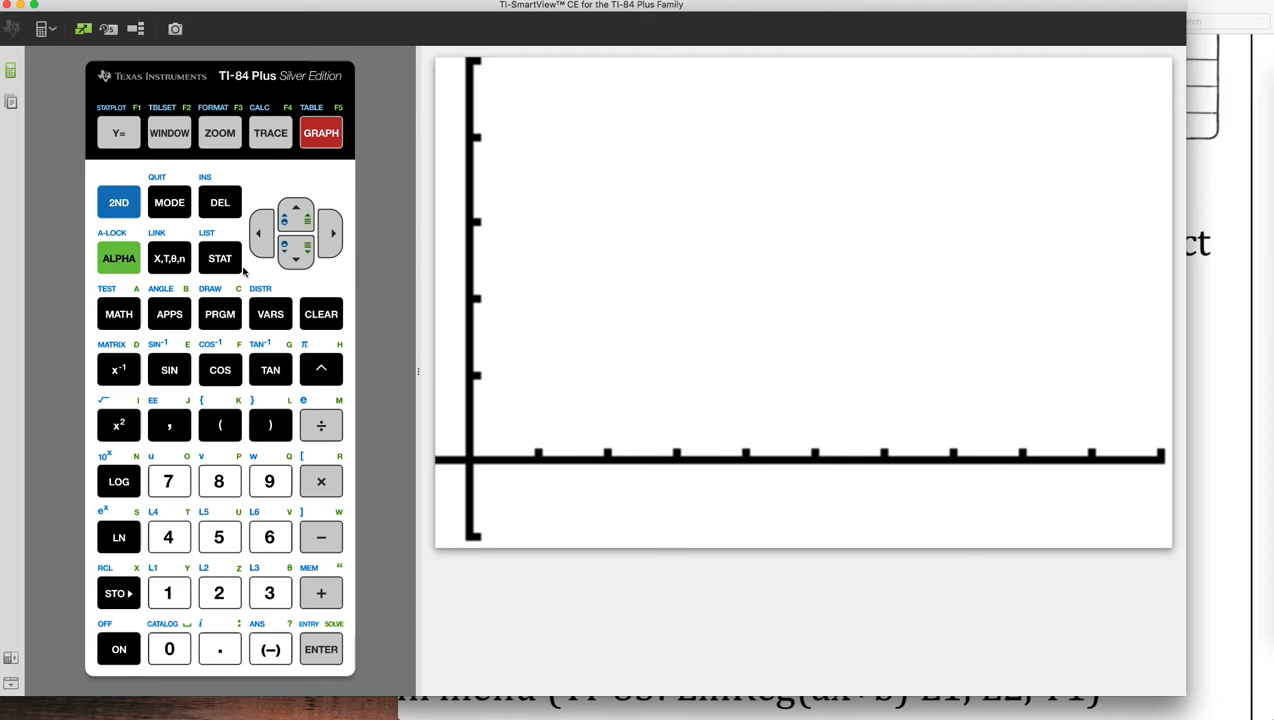 TI-SmartView™ CE for the TI-84 Plus Family
TEXAS INSTRUMENTS TI-84 Plus Silver Edition
STATPLOT F1 TBLSET F2 FORMAT F3 CALC F4 TABLE F5
Y= WINDOW ZOOM TRACE GRAPH
QUIT INS
2ND MODE DEL
A-LOCK LINK LIST
ALPHA X,T,θ,n STAT
TEST A ANGLE B DRAW C DISTR
MATH APPS PRGM VARS CLEAR
MATRIX D SIN-1 E COS-1 F TAN-1 G π H
x-1 SIN COS TAN ^
√ I EE J { K } L e M
x2 , ( ) ÷
10x N u O v P w Q [ R
LOG 7 8 9 ×
ex S L4 T L5 U L6 V ] W
LN 4 5 6 −
RCL X L1 Y L2 Z L3 θ MEM “
STO▸ 1 2 3 +
OFF CATALOG ⎵ i : ANS ? ENTRY SOLVE
ON 0 . (−) ENTER
ct